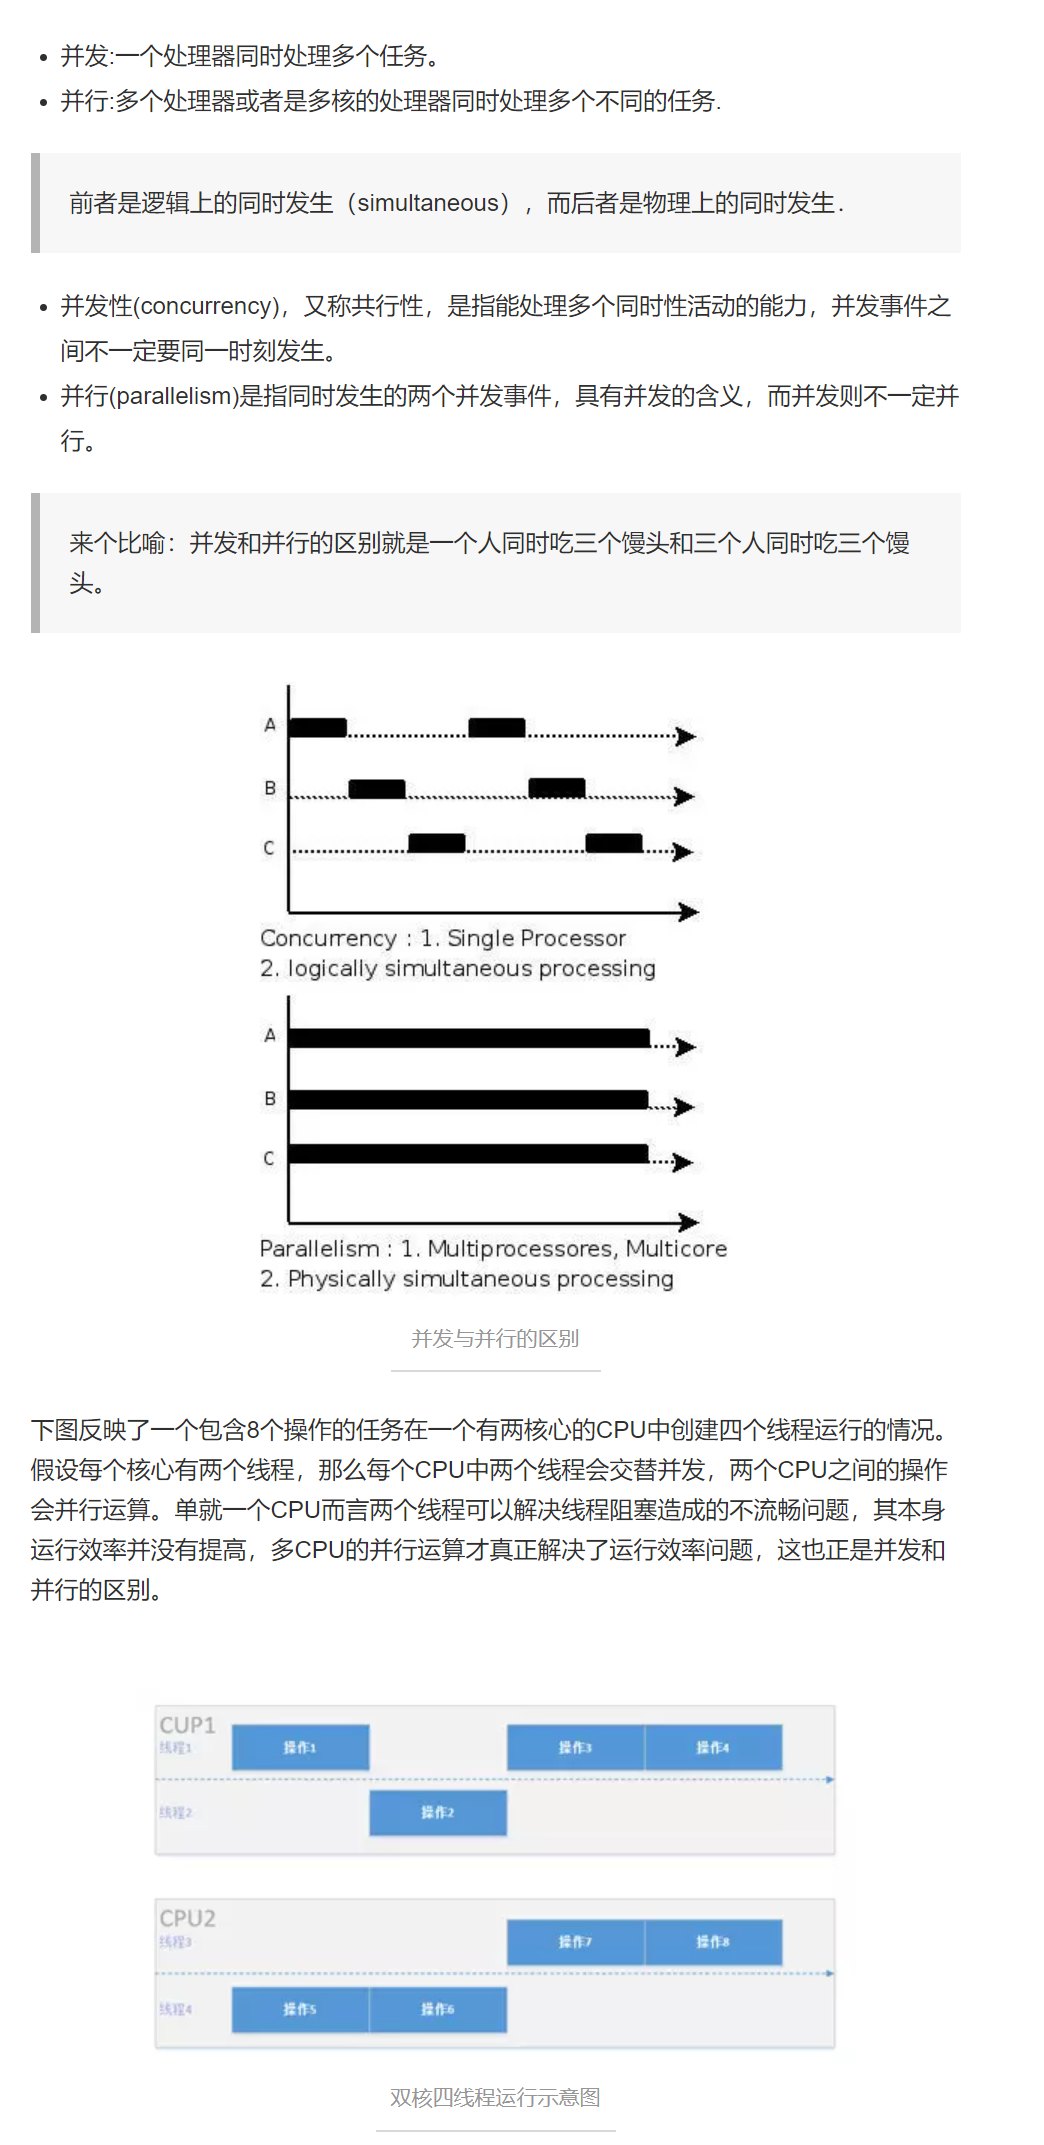 并发:一个处理器同时处理多个任务。
并行:多个处理器或者是多核的处理器同时处理多个不同的任务.
前者是逻辑上的同时发生（simultaneous），而后者是物理上的同时发生．
并发性(concurrency)，又称共行性，是指能处理多个同时性活动的能力，并发事件之
间不一定要同一时刻发生。
并行(parallelism)是指同时发生的两个并发事件，具有并发的含义，而并发则不一定并
行。
来个比喻：并发和并行的区别就是一个人同时吃三个馒头和三个人同时吃三个馒
头。
A
B
C
Concurrency : 1. Single Processor
2. logically simultaneous processing
A
B
C
Parallelism : 1. Multiprocessores, Multicore
2. Physically simultaneous processing
并发与并行的区别
下图反映了一个包含8个操作的任务在一个有两核心的CPU中创建四个线程运行的情况。
假设每个核心有两个线程，那么每个CPU中两个线程会交替并发，两个CPU之间的操作
会并行运算。单就一个CPU而言两个线程可以解决线程阻塞造成的不流畅问题，其本身
运行效率并没有提高，多CPU的并行运算才真正解决了运行效率问题，这也正是并发和
并行的区别。
CUP1
线程1
操作1
操作3
操作4
线程2
操作2
CPU2
线程3
操作7
操作8
线程4
操作5
操作6
双核四线程运行示意图